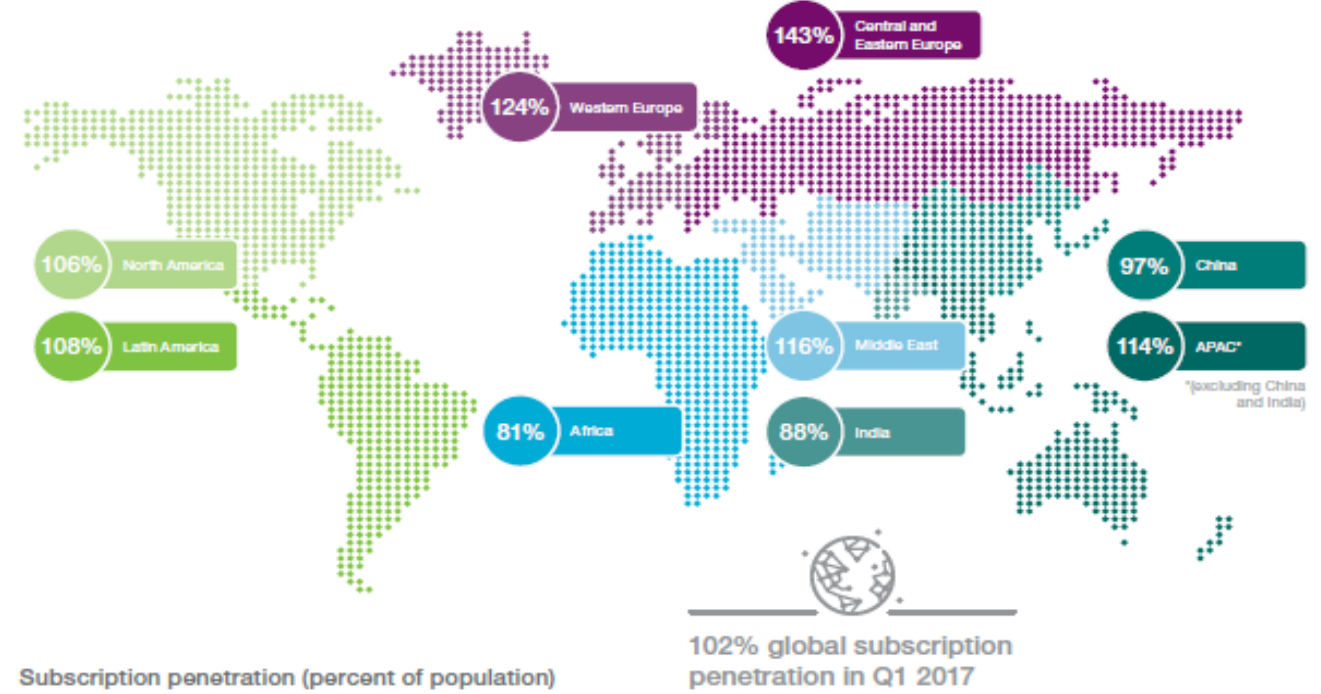 143%
Central and
Eastern Europe
124%
Western Europe
106%
North America
97%
China
108%
Latin America
116%
Middle East
114%
APAC*
*(excluding China
and India)
81%
Africa
88%
India
102% global subscription
penetration in Q1 2017
Subscription penetration (percent of population)